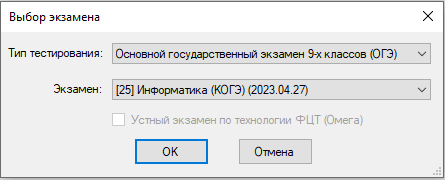 Выбор экзамена
Тип тестирования: Основной государственный экзамен 9-х классов (ОГЭ)
Экзамен: [25] Информатика (КОГЭ) (2023.04.27)
Устный экзамен по технологии ФЦТ (Омега)
OK Отмена